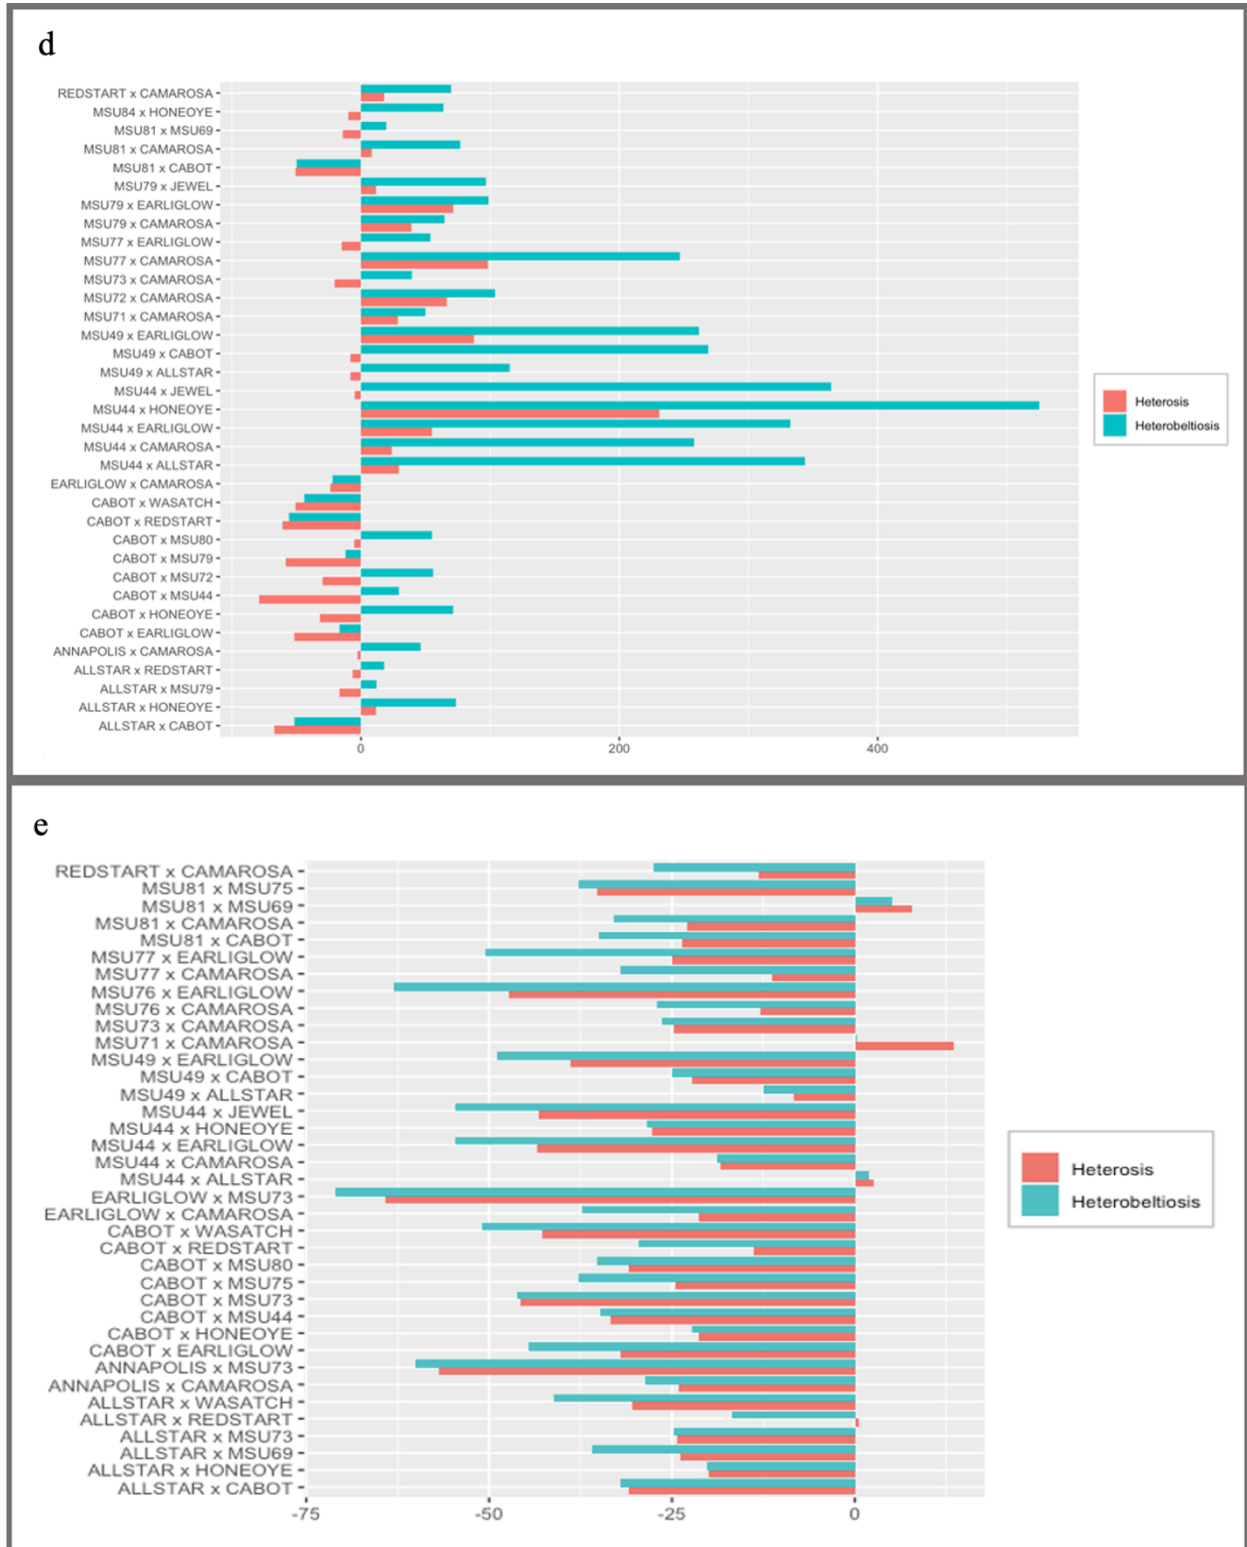 d
REDSTART x CAMAROSA
MSU84 x HONEOYE
MSU81 x MSU69
MSU81 x CAMAROSA
MSU81 x CABOT
MSU79 x JEWEL
MSU79 x EARLIGLOW
MSU79 x CAMAROSA
MSU77 x EARLIGLOW
MSU77 x CAMAROSA
MSU73 x CAMAROSA
MSU72 x CAMAROSA
MSU71 x CAMAROSA
MSU49 x EARLIGLOW
MSU49 x CABOT
MSU49 x ALLSTAR
MSU44 x JEWEL
MSU44 x HONEOYE
MSU44 x EARLIGLOW
MSU44 x CAMAROSA
MSU44 x ALLSTAR
EARLIGLOW x CAMAROSA
CABOT x WASATCH
CABOT x REDSTART
CABOT x MSU80
CABOT x MSU79
CABOT x MSU72
CABOT x MSU44
CABOT x HONEOYE
CABOT x EARLIGLOW
ANNAPOLIS x CAMAROSA
ALLSTAR x REDSTART
ALLSTAR x MSU79
ALLSTAR x HONEOYE
ALLSTAR x CABOT
0 200 400
Heterosis
Heterobeltiosis
e
REDSTART x CAMAROSA
MSU81 x MSU75
MSU81 x MSU69
MSU81 x CAMAROSA
MSU81 x CABOT
MSU77 x EARLIGLOW
MSU77 x CAMAROSA
MSU76 x EARLIGLOW
MSU76 x CAMAROSA
MSU73 x CAMAROSA
MSU71 x CAMAROSA
MSU49 x EARLIGLOW
MSU49 x CABOT
MSU49 x ALLSTAR
MSU44 x JEWEL
MSU44 x HONEOYE
MSU44 x EARLIGLOW
MSU44 x CAMAROSA
MSU44 x ALLSTAR
EARLIGLOW x MSU73
EARLIGLOW x CAMAROSA
CABOT x WASATCH
CABOT x REDSTART
CABOT x MSU80
CABOT x MSU75
CABOT x MSU73
CABOT x MSU44
CABOT x HONEOYE
CABOT x EARLIGLOW
ANNAPOLIS x MSU73
ANNAPOLIS x CAMAROSA
ALLSTAR x WASATCH
ALLSTAR x REDSTART
ALLSTAR x MSU73
ALLSTAR x MSU69
ALLSTAR x HONEOYE
ALLSTAR x CABOT
-75 -50 -25 0
Heterosis
Heterobeltiosis